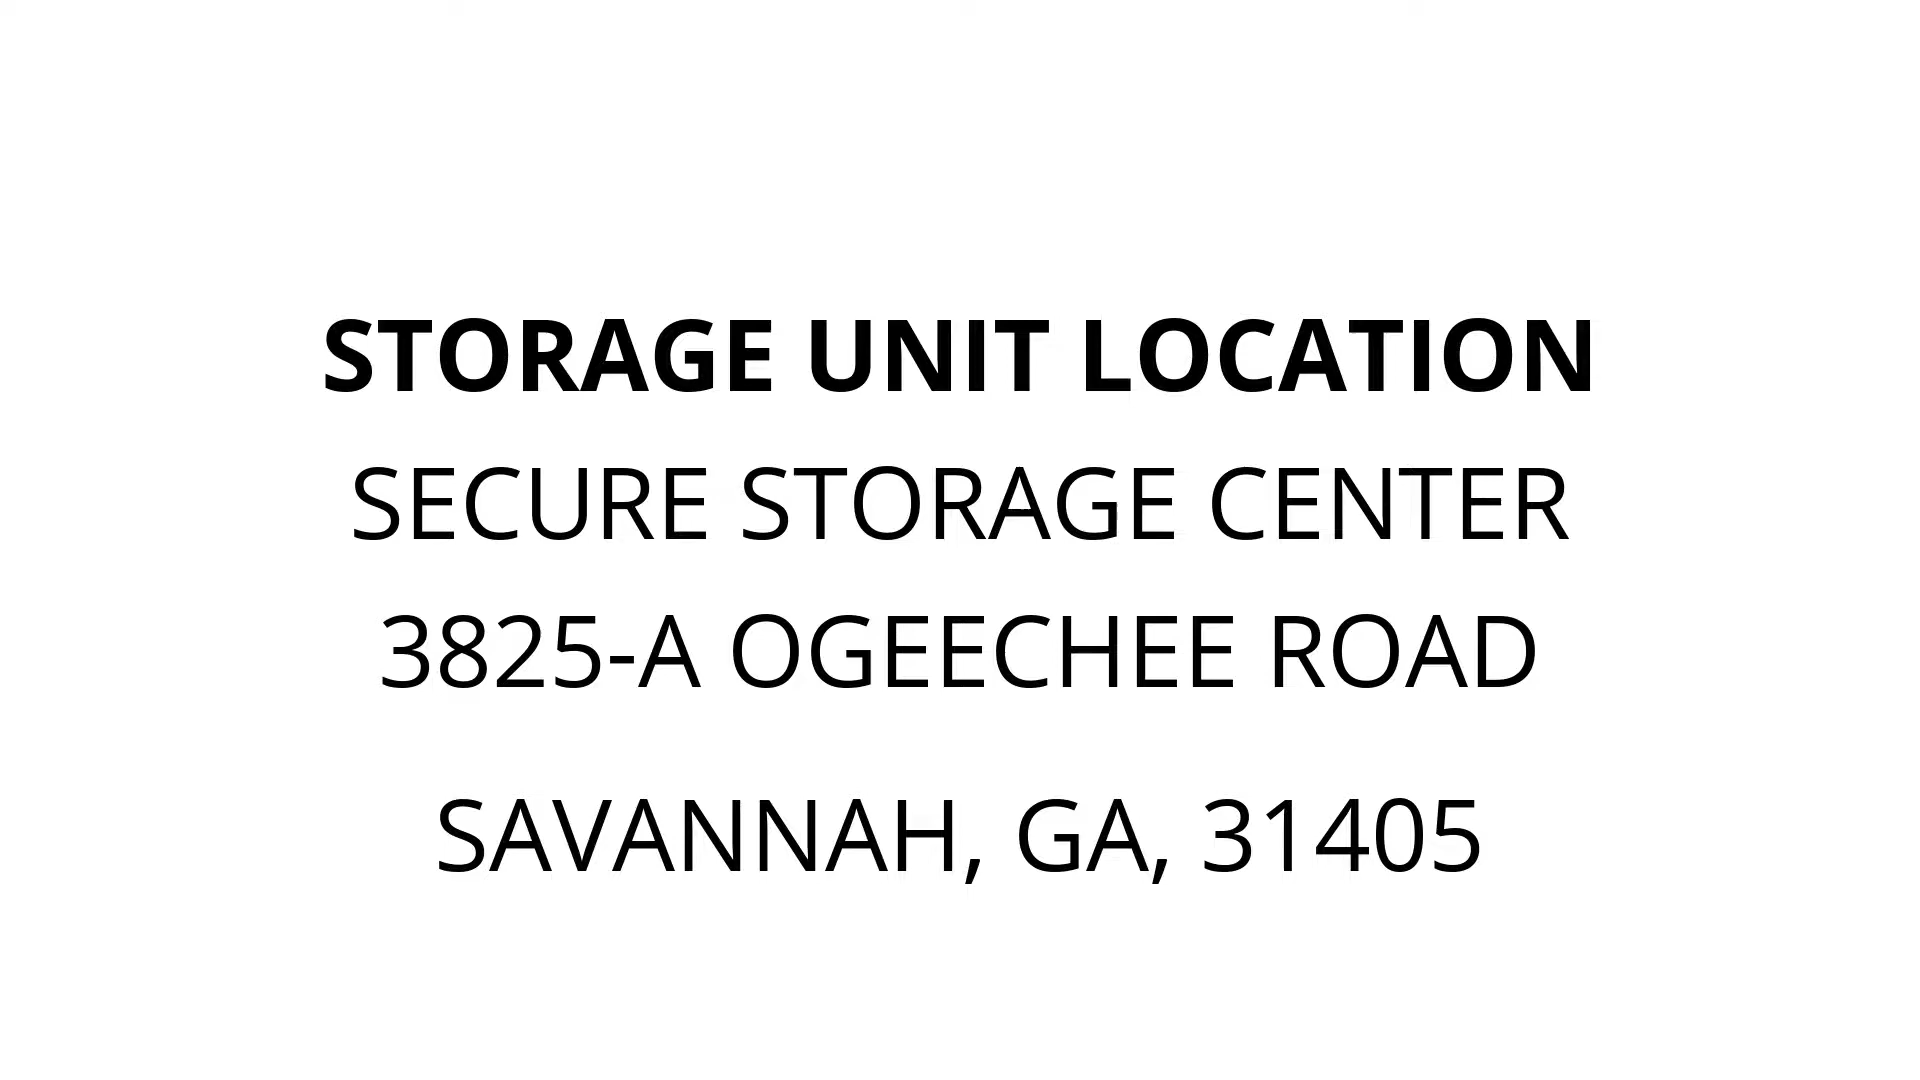 STORAGE UNIT LOCATION
SECURE STORAGE CENTER
3825-A OGEECHEE ROAD
SAVANNAH, GA, 31405